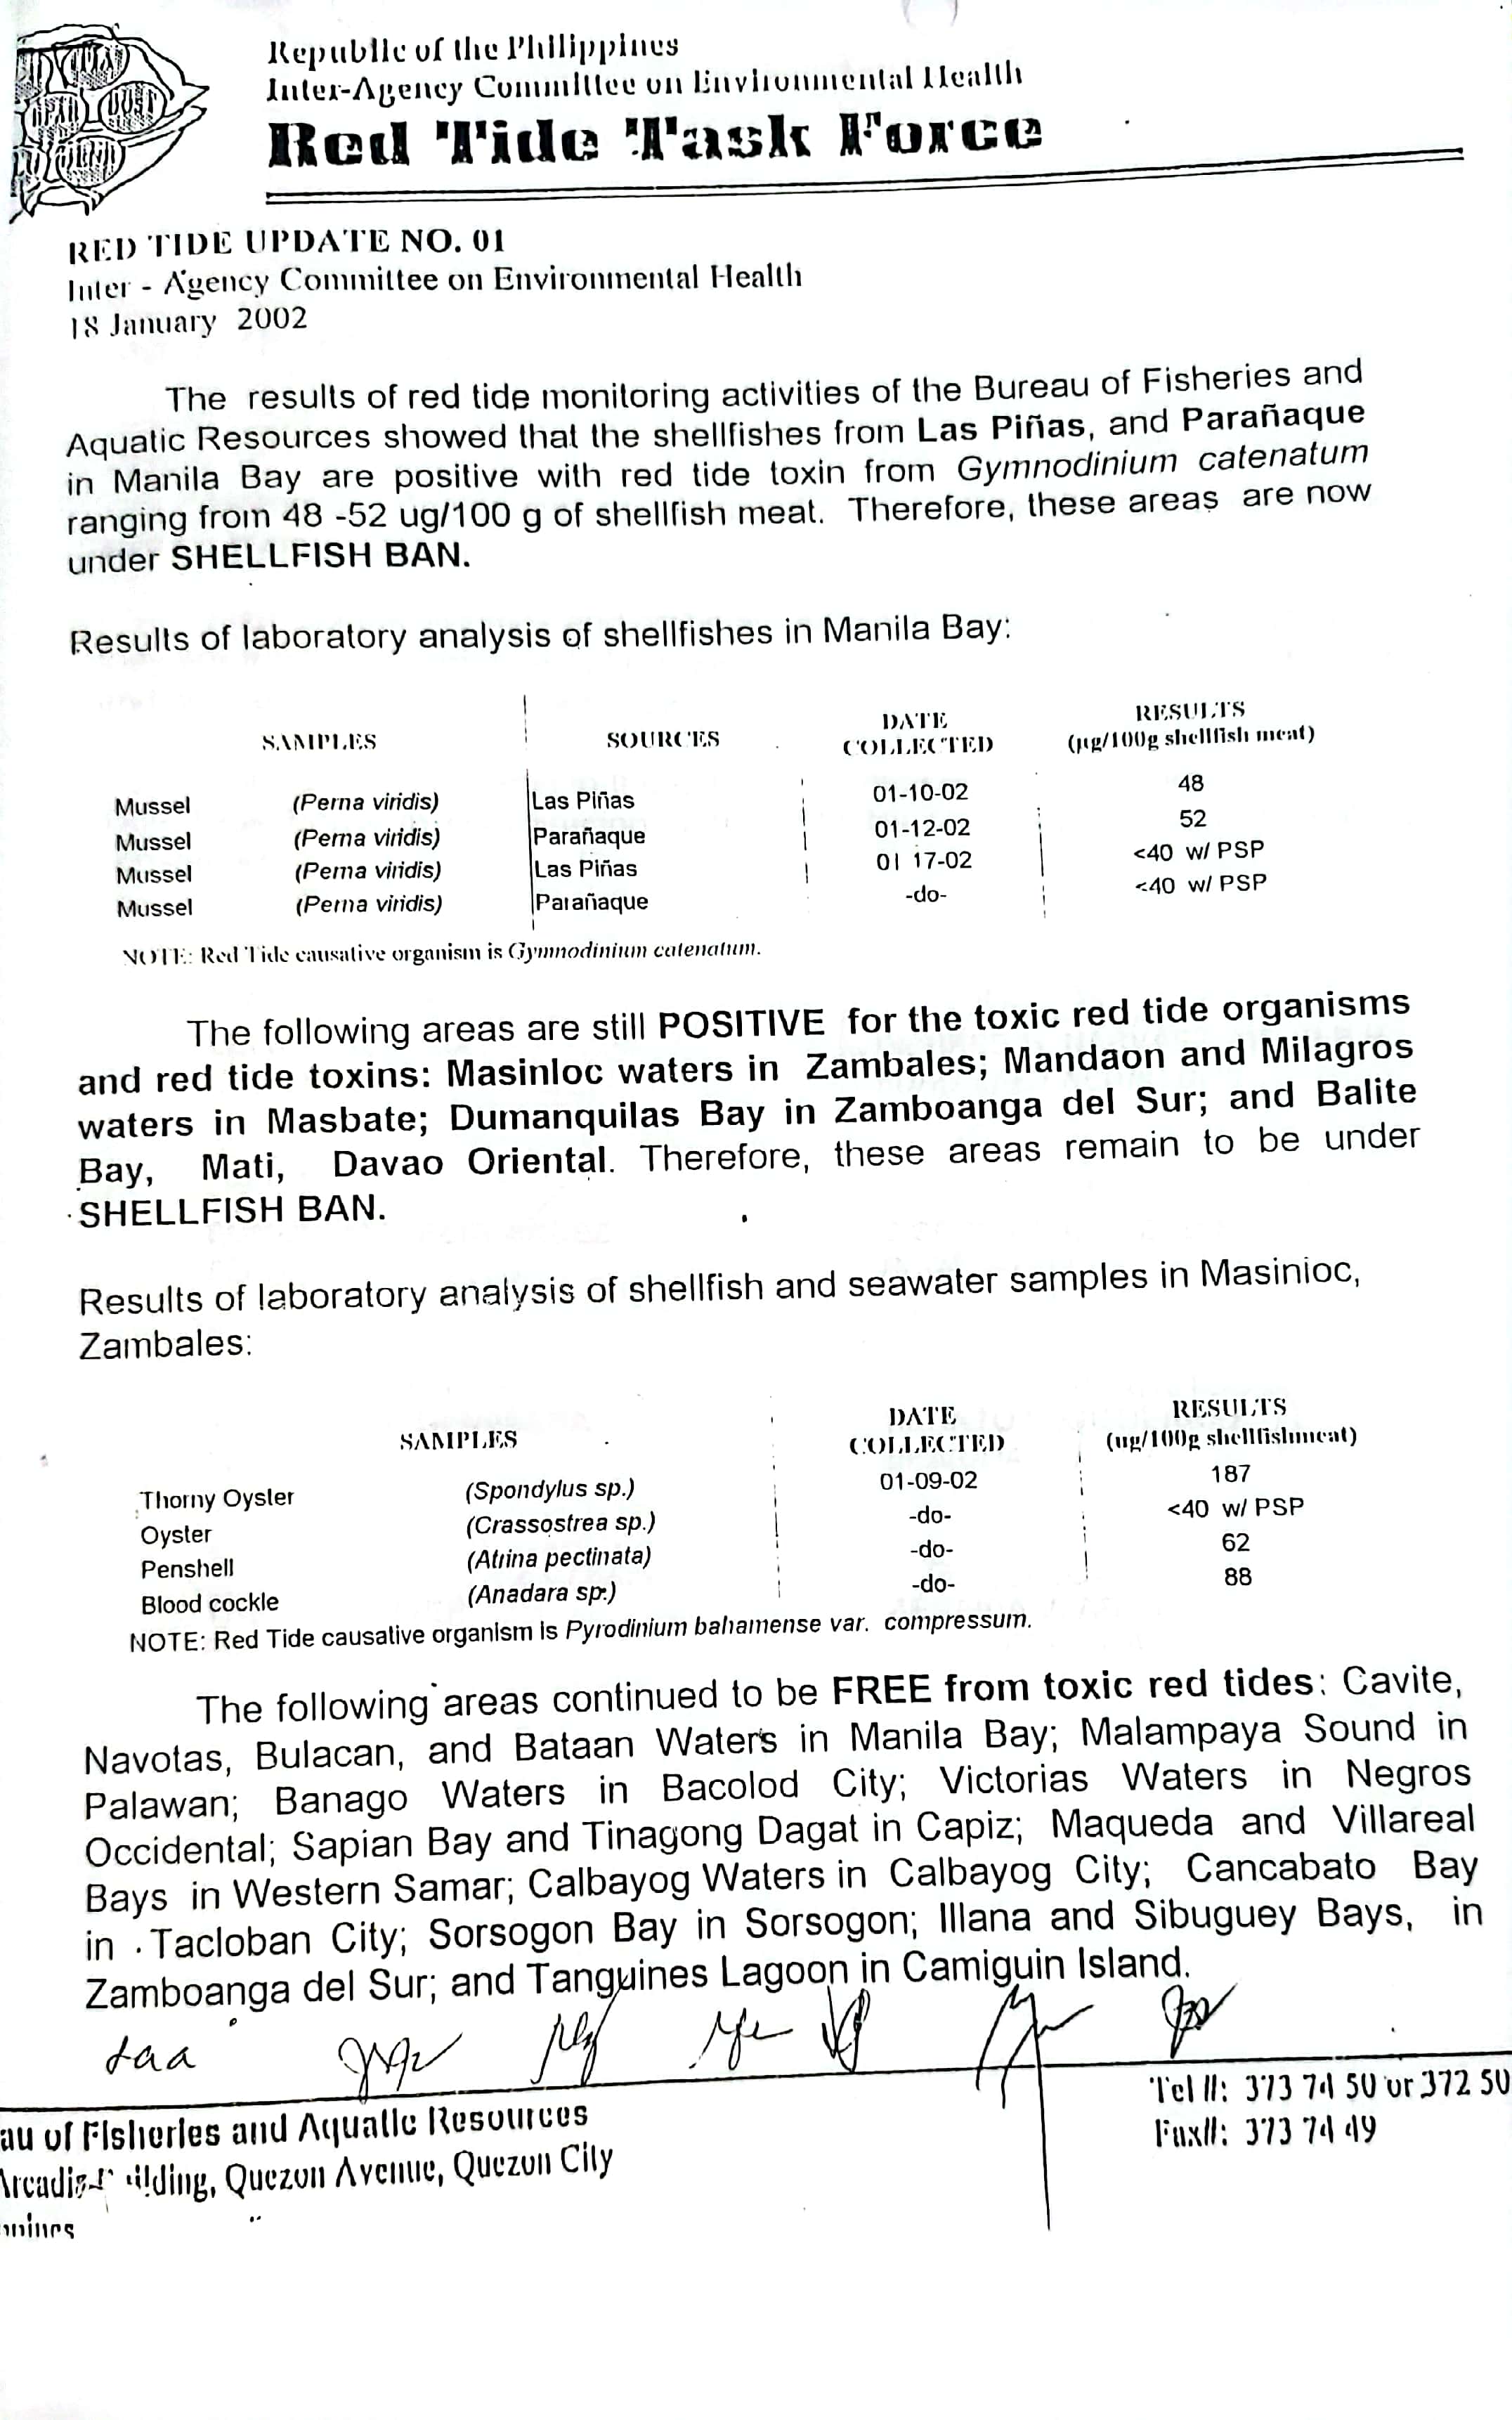 Republic of the Philippines
Inter-Agency Committee on Environmental Health
Red Tide Task Force
RED TIDE UPDATE NO. 01
Inter - Agency Committee on Environmental Health
18 January 2002
The results of red tide monitoring activities of the Bureau of Fisheries and
Aquatic Resources showed that the shellfishes from Las Piñas, and Parañaque
in Manila Bay are positive with red tide toxin from Gymnodinium catenatum
ranging from 48 -52 ug/100 g of shellfish meat. Therefore, these areas are now
under SHELLFISH BAN.
Results of laboratory analysis of shellfishes in Manila Bay:
SAMPLES SOURCES DATE COLLECTED RESULTS (µg/100g shellfish meat)
Mussel (Perna viridis) Las Piñas 01-10-02 48
Mussel (Perna viridis) Parañaque 01-12-02 52
Mussel (Perna viridis) Las Piñas 01 17-02 <40 w/ PSP
Mussel (Perna viridis) Parañaque -do- <40 w/ PSP
NOTE: Red Tide causative organism is Gymnodinium catenatum.
The following areas are still POSITIVE for the toxic red tide organisms
and red tide toxins: Masinloc waters in Zambales; Mandaon and Milagros
waters in Masbate; Dumanquilas Bay in Zamboanga del Sur; and Balite
Bay, Mati, Davao Oriental. Therefore, these areas remain to be under
SHELLFISH BAN.
Results of laboratory analysis of shellfish and seawater samples in Masinloc,
Zambales:
SAMPLES DATE COLLECTED RESULTS (ug/100g shellfishmeat)
Thorny Oyster (Spondylus sp.) 01-09-02 187
Oyster (Crassostrea sp.) -do- <40 w/ PSP
Penshell (Atrina pectinata) -do- 62
Blood cockle (Anadara sp.) -do- 88
NOTE: Red Tide causative organism is Pyrodinium bahamense var. compressum.
The following areas continued to be FREE from toxic red tides: Cavite,
Navotas, Bulacan, and Bataan Waters in Manila Bay; Malampaya Sound in
Palawan; Banago Waters in Bacolod City; Victorias Waters in Negros
Occidental; Sapian Bay and Tinagong Dagat in Capiz; Maqueda and Villareal
Bays in Western Samar; Calbayog Waters in Calbayog City; Cancabato Bay
in Tacloban City; Sorsogon Bay in Sorsogon; Illana and Sibuguey Bays, in
Zamboanga del Sur; and Tanguines Lagoon in Camiguin Island.
au of Fisheries and Aquatic Resources
Arcadia Building, Quezon Avenue, Quezon City
Tel #: 373 74 50 or 372 50
Fax#: 373 74 49